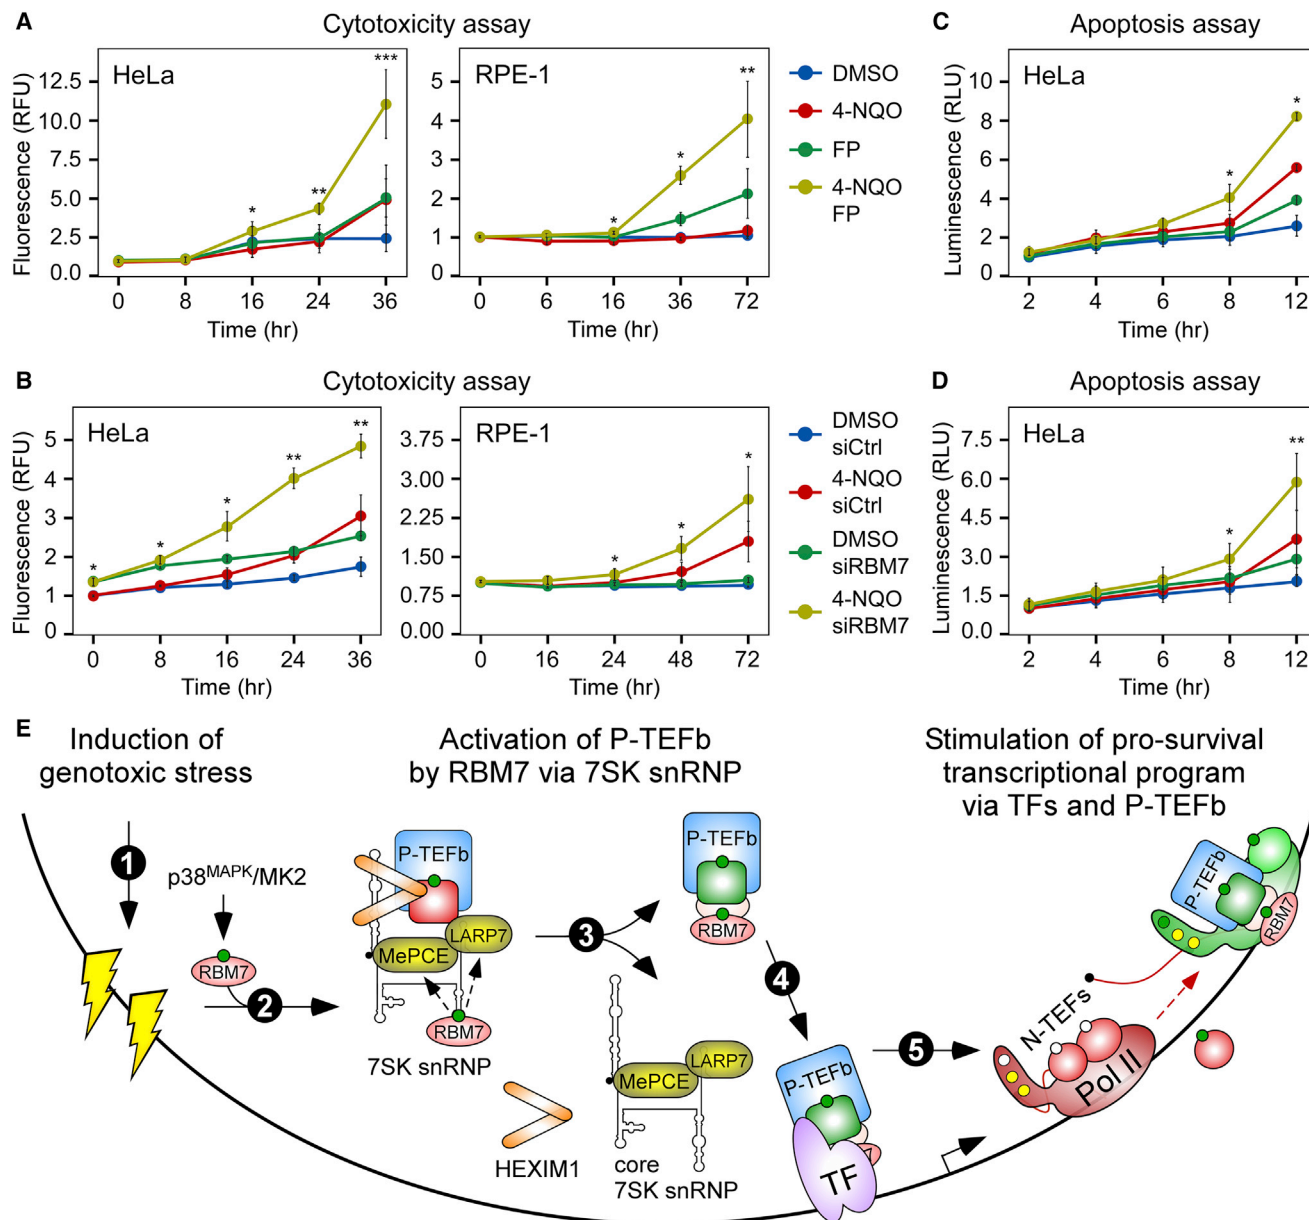 A
Cytotoxicity assay
Fluorescence (RFU)
12.5
10.0
7.5
5.0
2.5
0.0
HeLa
*
**
***
0 8 16 24 36
Time (hr)
5
4
3
2
1
0
RPE-1
*
*
**
0 6 16 36 72
Time (hr)
DMSO
4-NQO
FP
4-NQO
FP
C
Apoptosis assay
Luminescence (RLU)
10
8
6
4
2
0
HeLa
*
*
2 4 6 8 12
Time (hr)
B
Cytotoxicity assay
Fluorescence (RFU)
5
4
3
2
1
0
HeLa
*
*
*
**
**
0 8 16 24 36
Time (hr)
3.75
3.00
2.25
1.50
0.75
0.00
RPE-1
*
*
*
0 16 24 48 72
Time (hr)
DMSO
siCtrl
4-NQO
siCtrl
DMSO
siRBM7
4-NQO
siRBM7
D
Apoptosis assay
Luminescence (RLU)
7.5
6.0
4.5
3.0
1.5
0.0
HeLa
*
**
2 4 6 8 12
Time (hr)
E
Induction of
genotoxic stress
Activation of P-TEFb
by RBM7 via 7SK snRNP
Stimulation of pro-survival
transcriptional program
via TFs and P-TEFb
1
p38MAPK/MK2
RBM7
2
P-TEFb
LARP7
MePCE
RBM7
7SK snRNP
HEXIM1
3
P-TEFb
RBM7
MePCE
LARP7
core
7SK snRNP
4
P-TEFb
TF
5
N-TEFs
Pol II
P-TEFb
RBM7